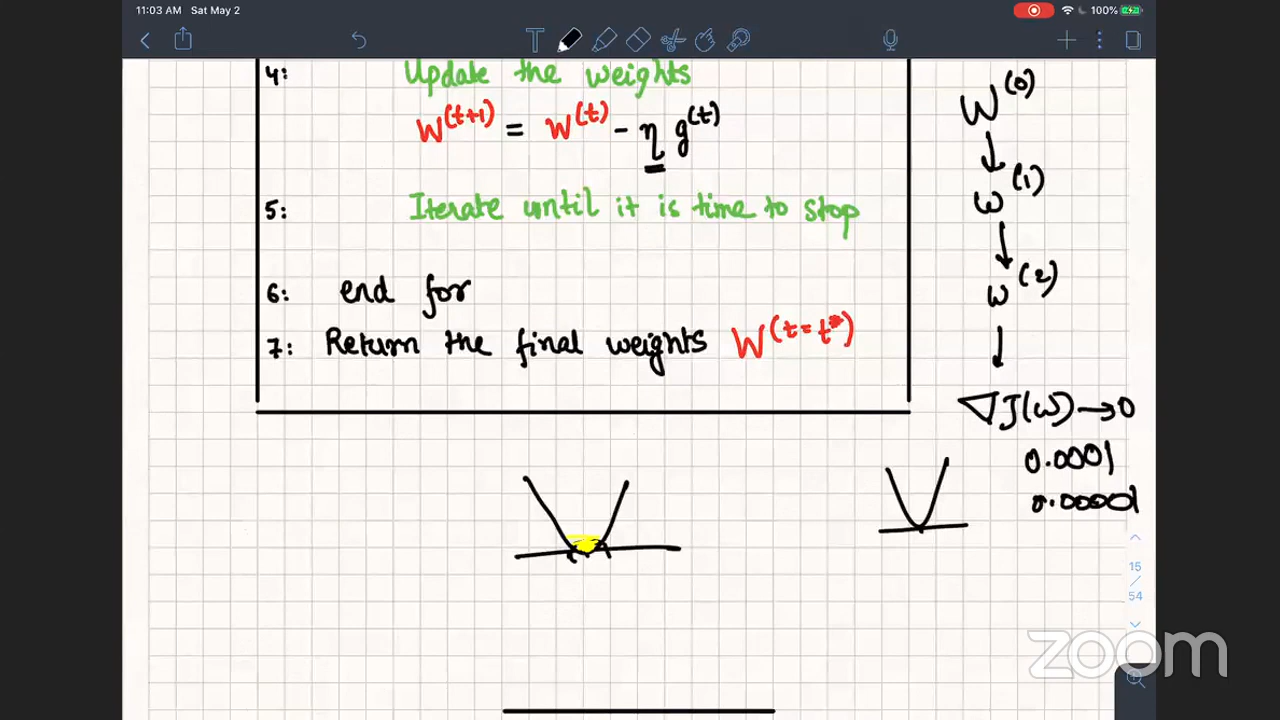 11:03 AM Sat May 2
100%
4: Update the weights
W^(t+1) = W^(t) - η g^(t)
5: Iterate until it is time to stop
6: end for
7: Return the final weights W^(t=t*)
W^(0)
↓
W^(1)
↓
W^(2)
↓
∇J(W) → 0
0.0001
0.00001
15
/
54
zoom